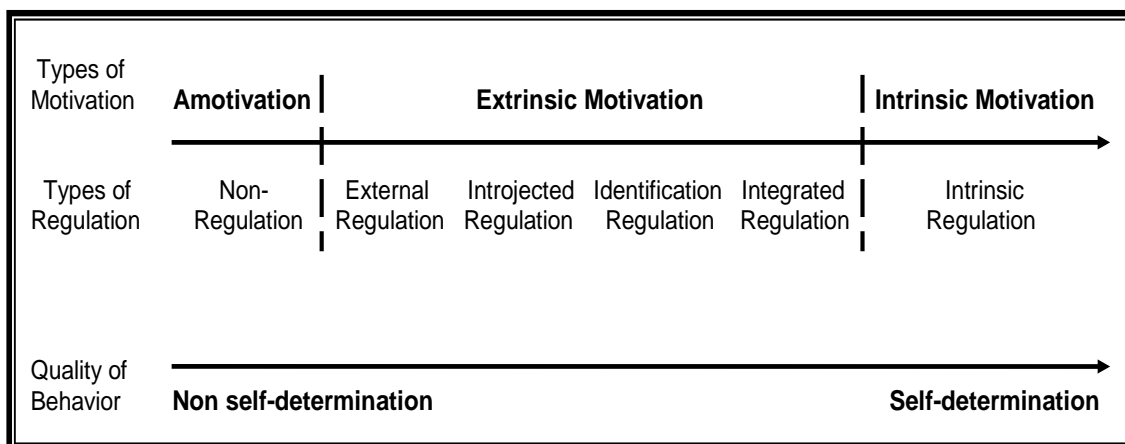 Types of
Motivation Amotivation Extrinsic Motivation Intrinsic Motivation
Types of Non- External Introjected Identification Integrated Intrinsic
Regulation Regulation Regulation Regulation Regulation Regulation Regulation
Quality of
Behavior Non self-determination Self-determination